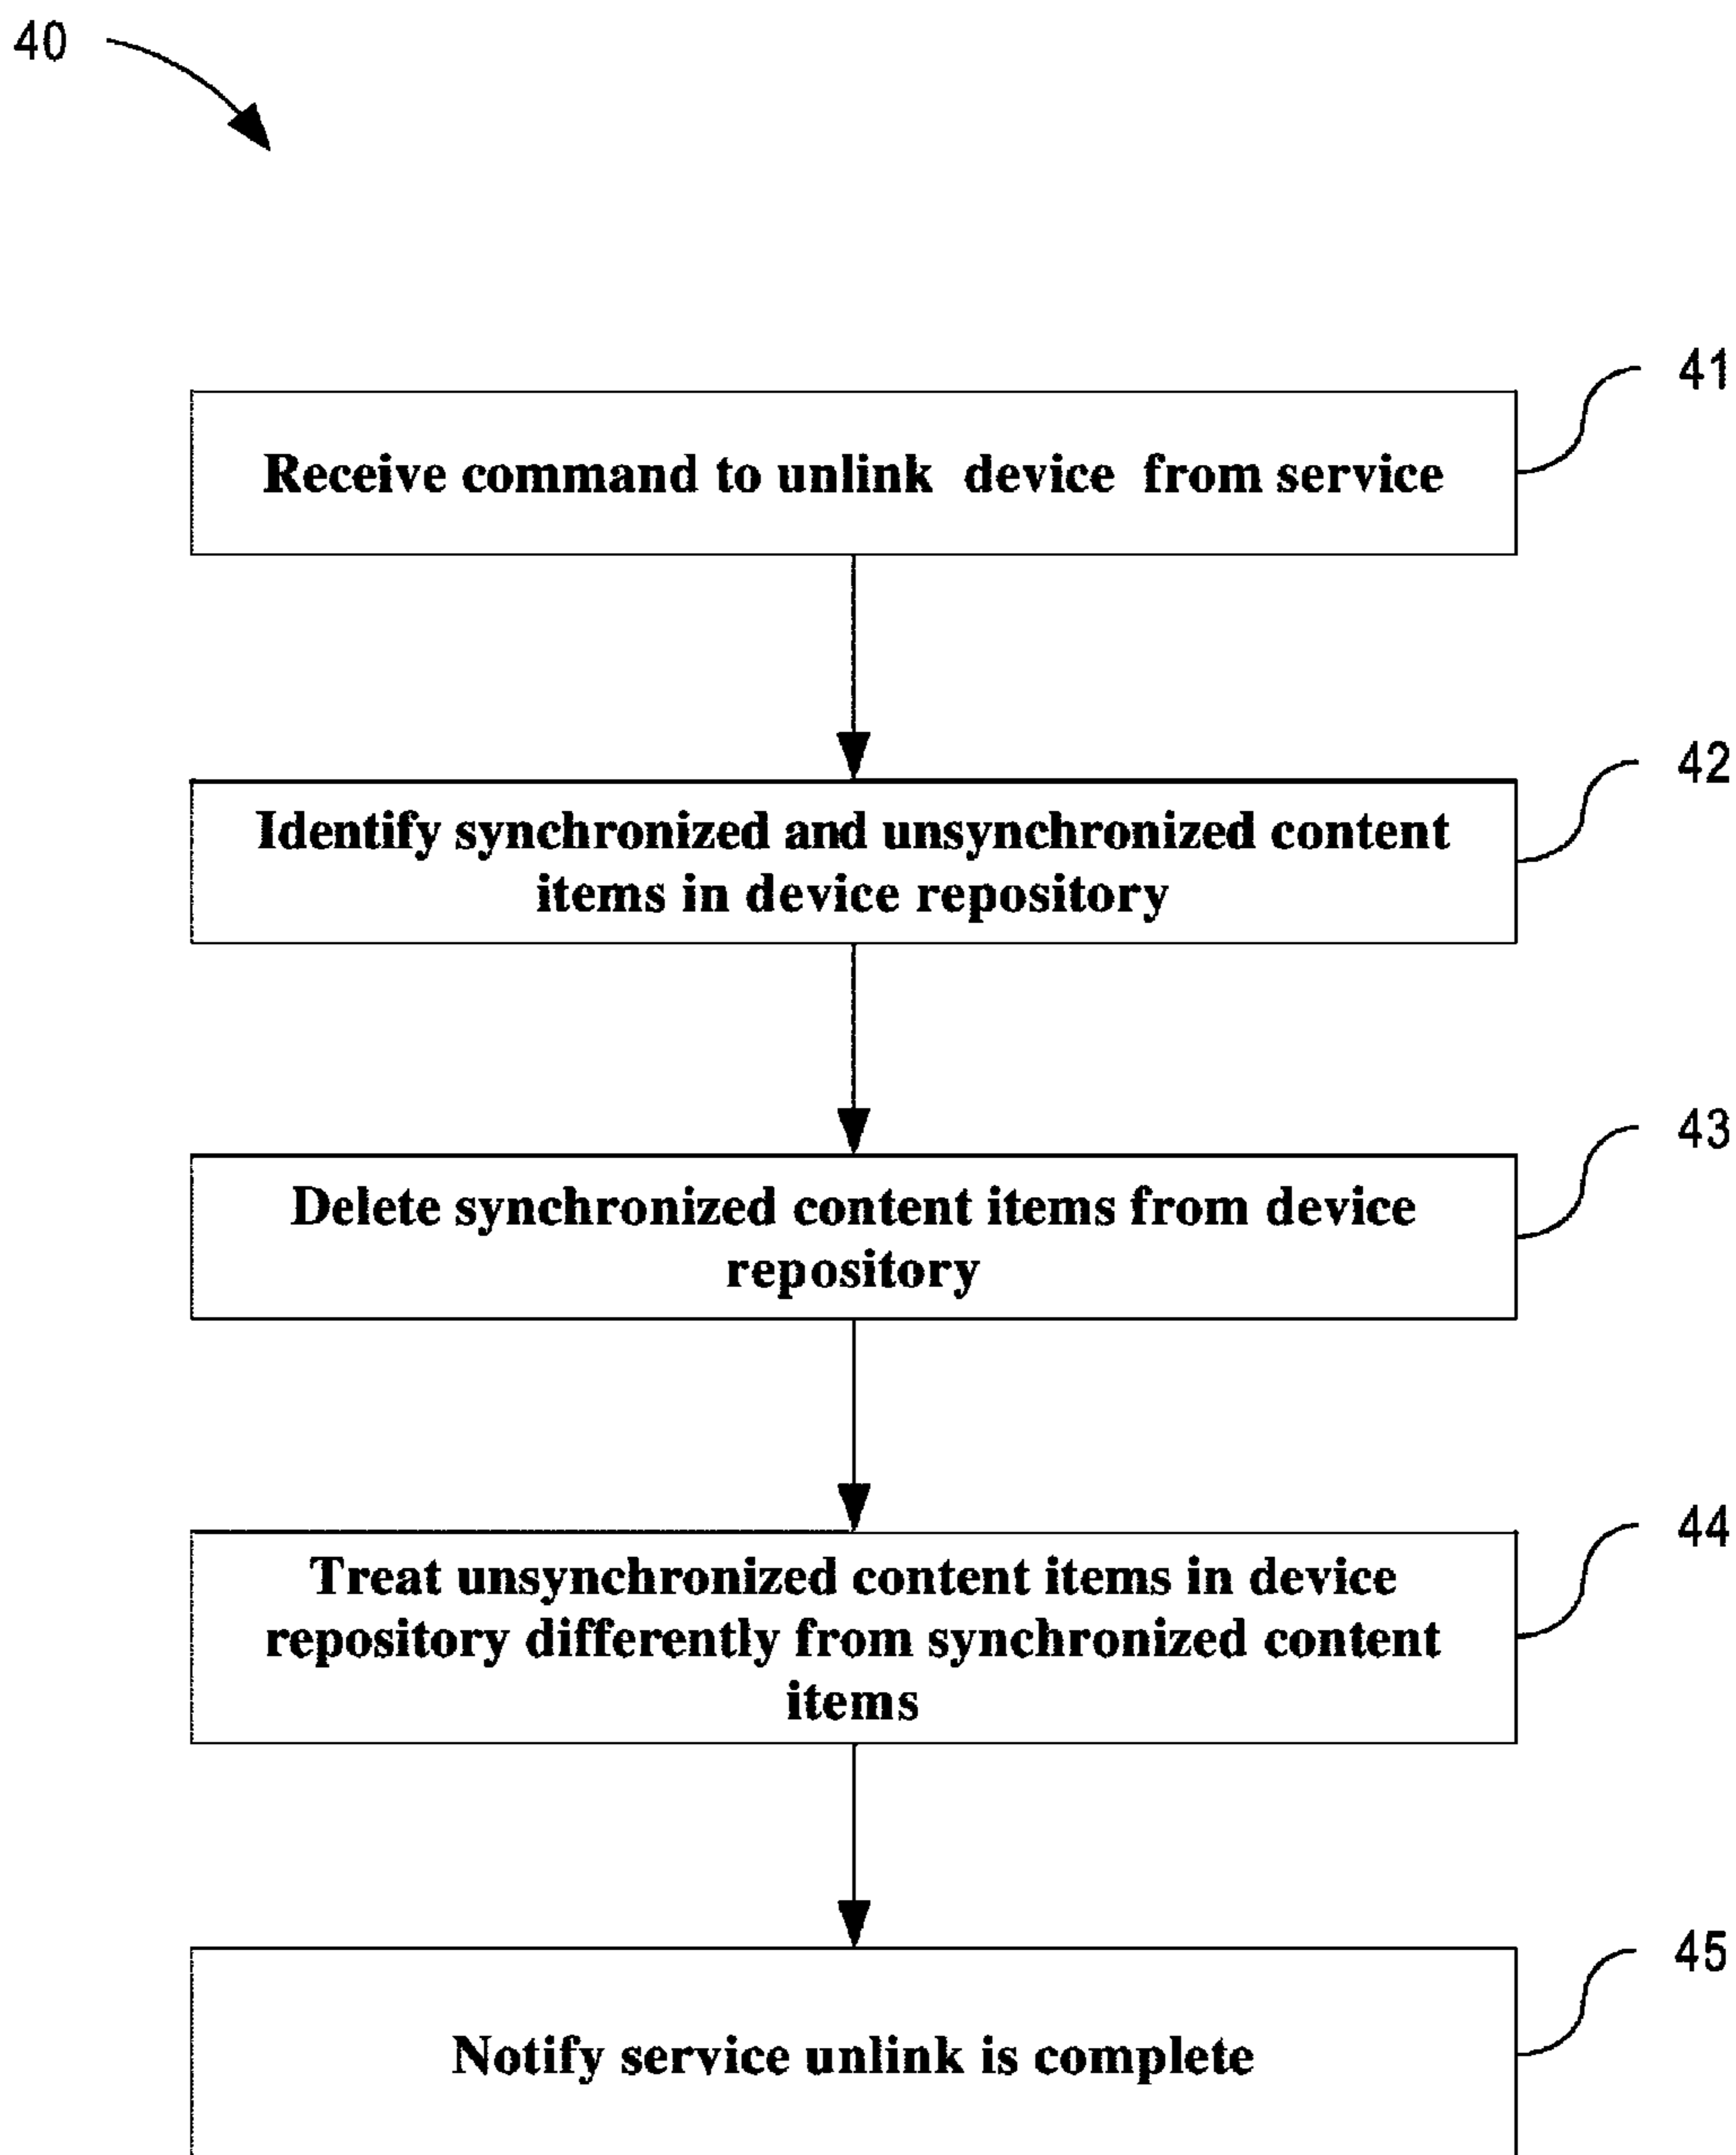 40
41
Receive command to unlink device from service
42
Identify synchronized and unsynchronized content
items in device repository
43
Delete synchronized content items from device
repository
44
Treat unsynchronized content items in device
repository differently from synchronized content
items
45
Notify service unlink is complete